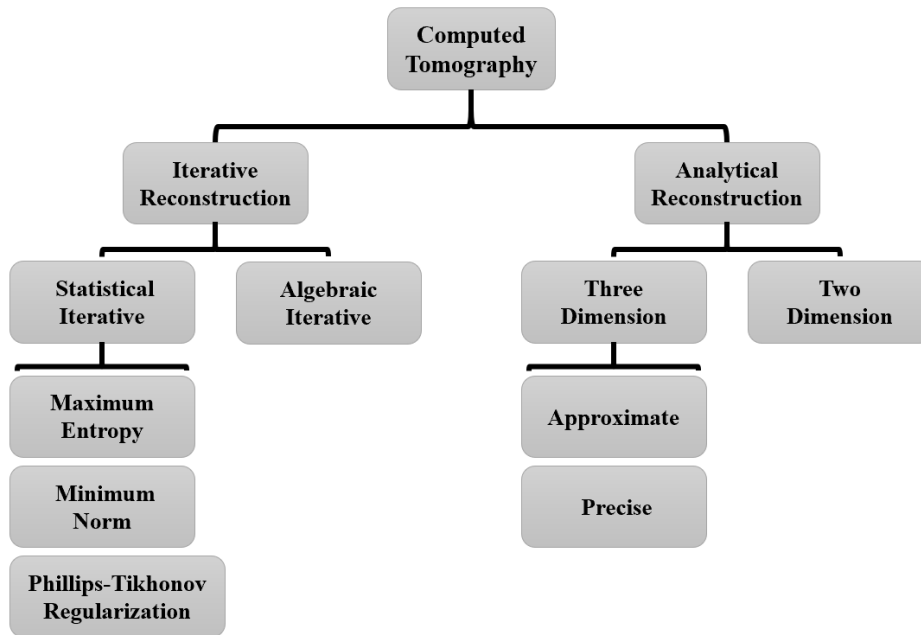 Computed
Tomography
Iterative
Reconstruction
Analytical
Reconstruction
Statistical
Iterative
Algebraic
Iterative
Three
Dimension
Two
Dimension
Maximum
Entropy
Approximate
Minimum
Norm
Precise
Phillips-Tikhonov
Regularization